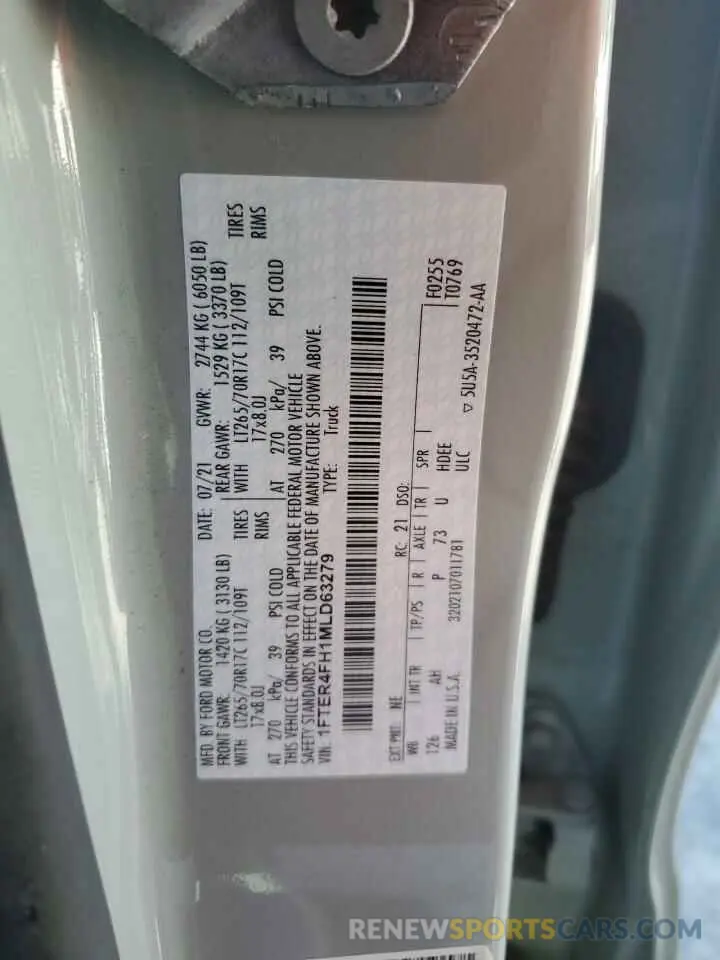 MFD. BY FORD MOTOR CO. DATE: 07/21 GVWR: 2744 KG ( 6050 LB)
FRONT GAWR: 1420 KG ( 3130 LB) REAR GAWR: 1529 KG ( 3370 LB)
WITH LT265/70R17C 112/109T TIRES WITH LT265/70R17C 112/109T TIRES
17x8.0J RIMS 17x8.0J RIMS
AT 270 kPa/ 39 PSI COLD AT 270 kPa/ 39 PSI COLD
THIS VEHICLE CONFORMS TO ALL APPLICABLE FEDERAL MOTOR VEHICLE
SAFETY STANDARDS IN EFFECT ON THE DATE OF MANUFACTURE SHOWN ABOVE.
VIN: 1FTER4FH1MLD63279 TYPE: Truck
EXT PNT: NE RC: 21 DSO: F0255
WB INT TR TP/PS R AXLE TR SPR T0769
126 AH P 73 U HDEE
3202107011781 ULC
MADE IN U.S.A. ▽ 5U5A-3520472-AA
RENEWSPORTSCARS.COM